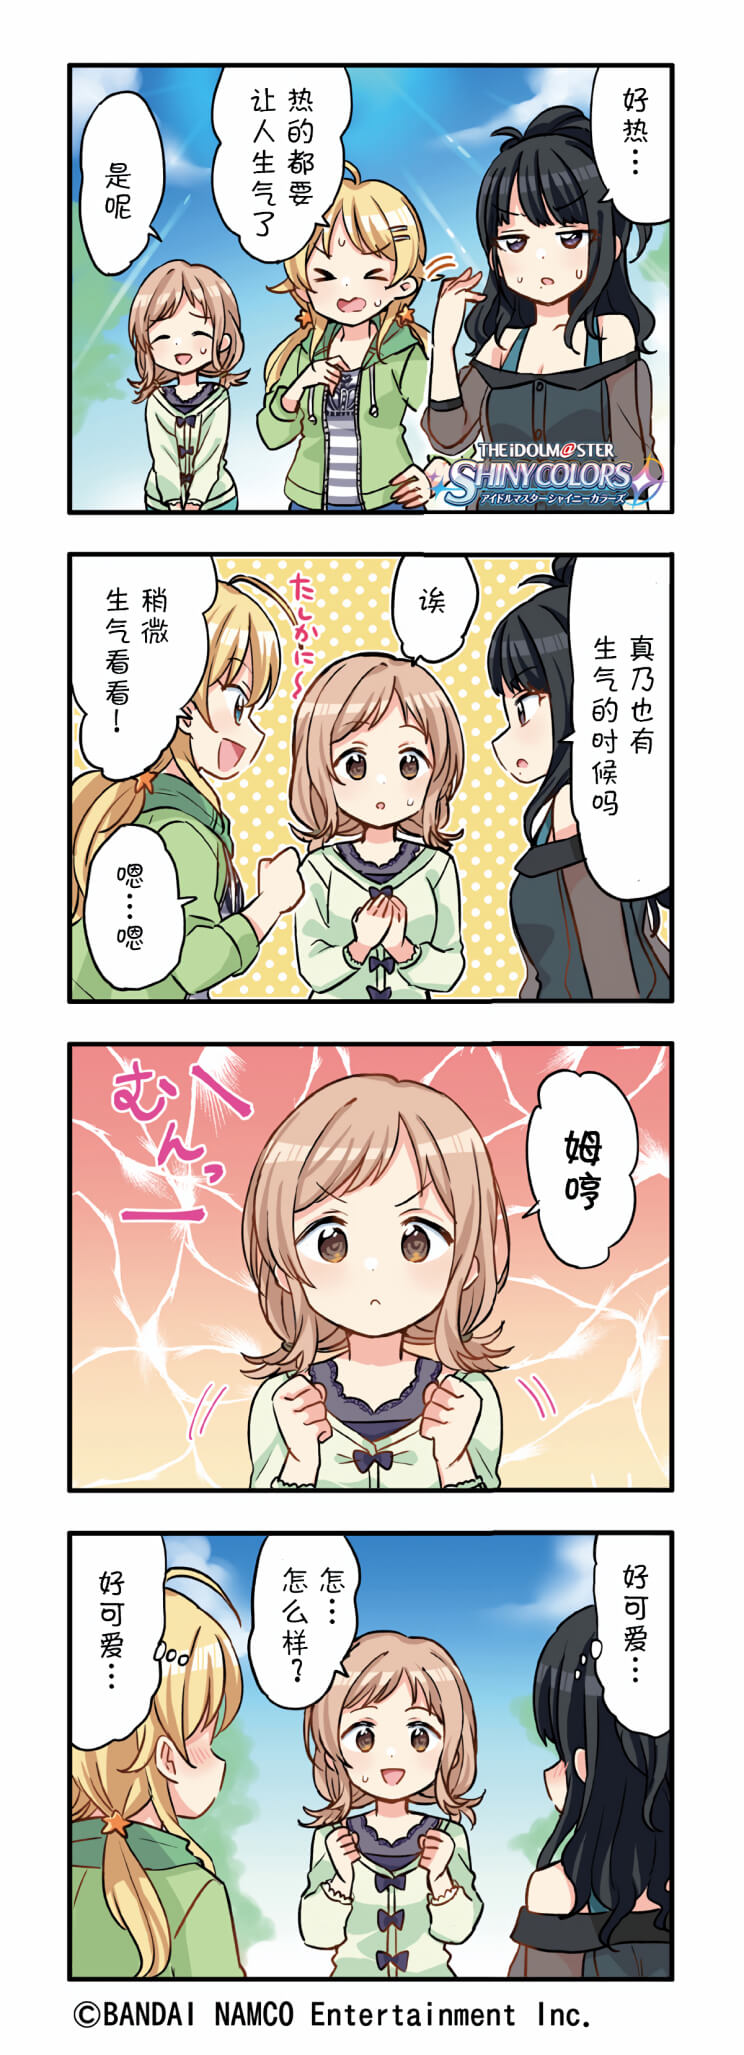 好热…
热的都要
让人生气了
是呢
THE iDOLM@STER
SHINY COLORS
アイドルマスターシャイニーカラーズ
真乃也有
生气的时候吗
诶
たしかに～
稍微
生气看看！
嗯…嗯
姆哼
むんっ
好可爱…
怎…
怎么样？
好可爱…
©BANDAI NAMCO Entertainment Inc.